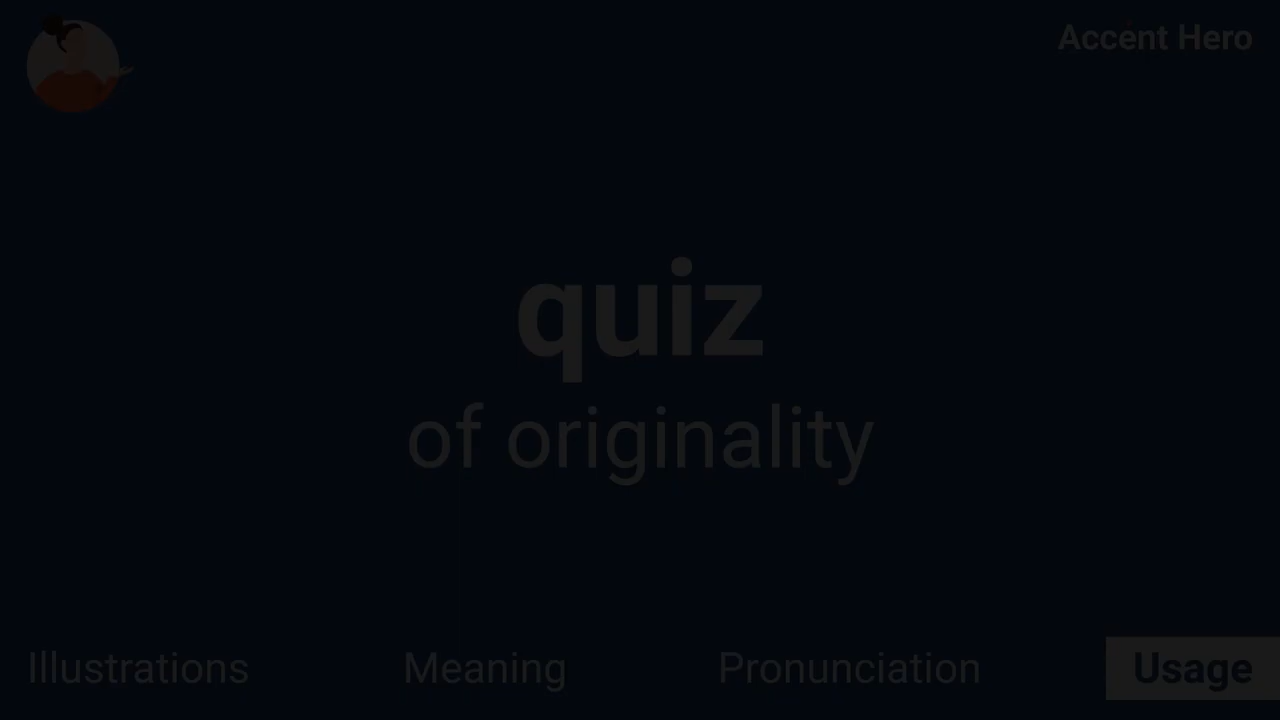 Accent Hero
quiz
of originality
Illustrations
Meaning
Pronunciation
Usage